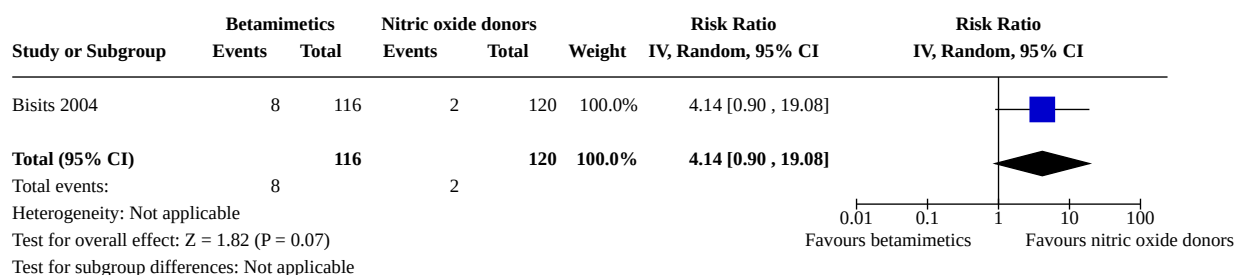 Betamimetics Nitric oxide donors Risk Ratio Risk Ratio
Study or Subgroup Events Total Events Total Weight IV, Random, 95% CI IV, Random, 95% CI
Bisits 2004 8 116 2 120 100.0% 4.14 [0.90 , 19.08]
Total (95% CI) 116 120 100.0% 4.14 [0.90 , 19.08]
Total events: 8 2
Heterogeneity: Not applicable
0.01 0.1 1 10 100
Test for overall effect: Z = 1.82 (P = 0.07) Favours betamimetics Favours nitric oxide donors
Test for subgroup differences: Not applicable